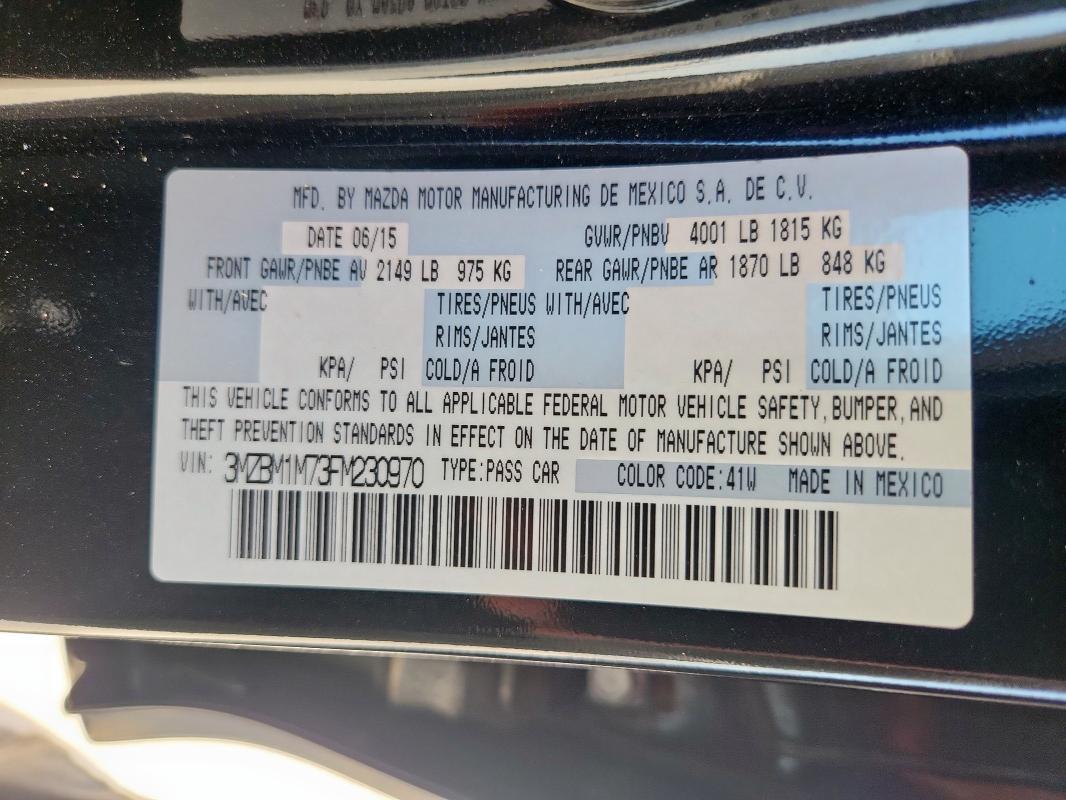 MFD. BY MAZDA MOTOR MANUFACTURING DE MEXICO S.A. DE C.V.
DATE 06/15 GVWR/PNBV 4001 LB 1815 KG
FRONT GAWR/PNBE AV 2149 LB 975 KG REAR GAWR/PNBE AR 1870 LB 848 KG
WITH/AVEC TIRES/PNEUS WITH/AVEC TIRES/PNEUS
RIMS/JANTES RIMS/JANTES
KPA/ PSI COLD/A FROID KPA/ PSI COLD/A FROID
THIS VEHICLE CONFORMS TO ALL APPLICABLE FEDERAL MOTOR VEHICLE SAFETY, BUMPER, AND
THEFT PREVENTION STANDARDS IN EFFECT ON THE DATE OF MANUFACTURE SHOWN ABOVE.
VIN: 3MZBM1M73FM230970 TYPE:PASS CAR COLOR CODE:41W MADE IN MEXICO